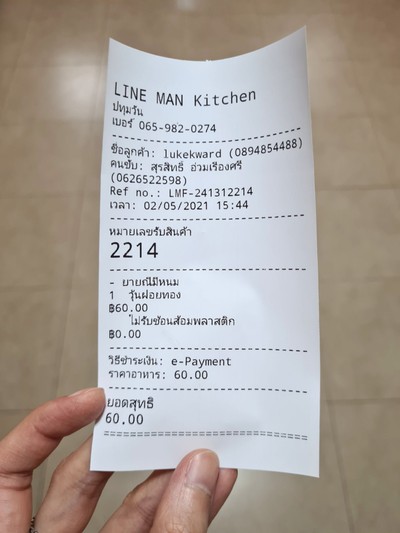 LINE MAN Kitchen
ปทุมวัน
เบอร์ 065-982-0274
ชื่อลูกค้า: lukekward (0894854488)
คนขับ: สุรสิทธิ์ อ่วมเรืองศรี
(0626522598)
Ref no.: LMF-241312214
เวลา: 02/05/2021 15:44
หมายเลขรับสินค้า
2214
- ยายณีมีหนม
1 วุ้นฝอยทอง
฿60.00
ไม่รับช้อนส้อมพลาสติก
฿0.00
วิธีชำระเงิน: e-Payment
ราคาอาหาร: 60.00
ยอดสุทธิ
60.00